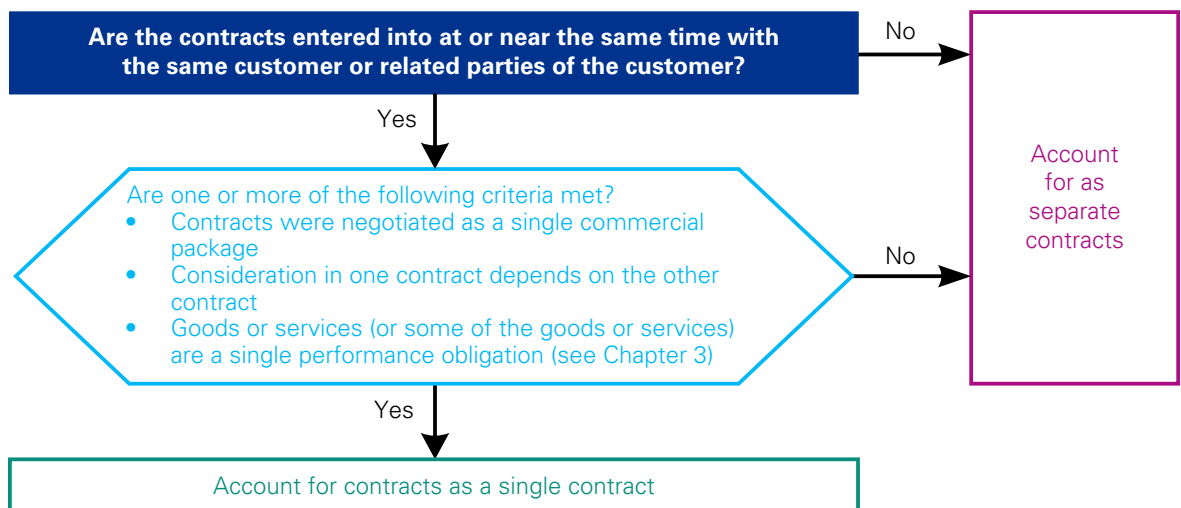 Are the contracts entered into at or near the same time with
the same customer or related parties of the customer?
No
Yes
Account
for as
separate
contracts
Are one or more of the following criteria met?
• Contracts were negotiated as a single commercial
package
• Consideration in one contract depends on the other
contract
• Goods or services (or some of the goods or services)
are a single performance obligation (see Chapter 3)
No
Yes
Account for contracts as a single contract